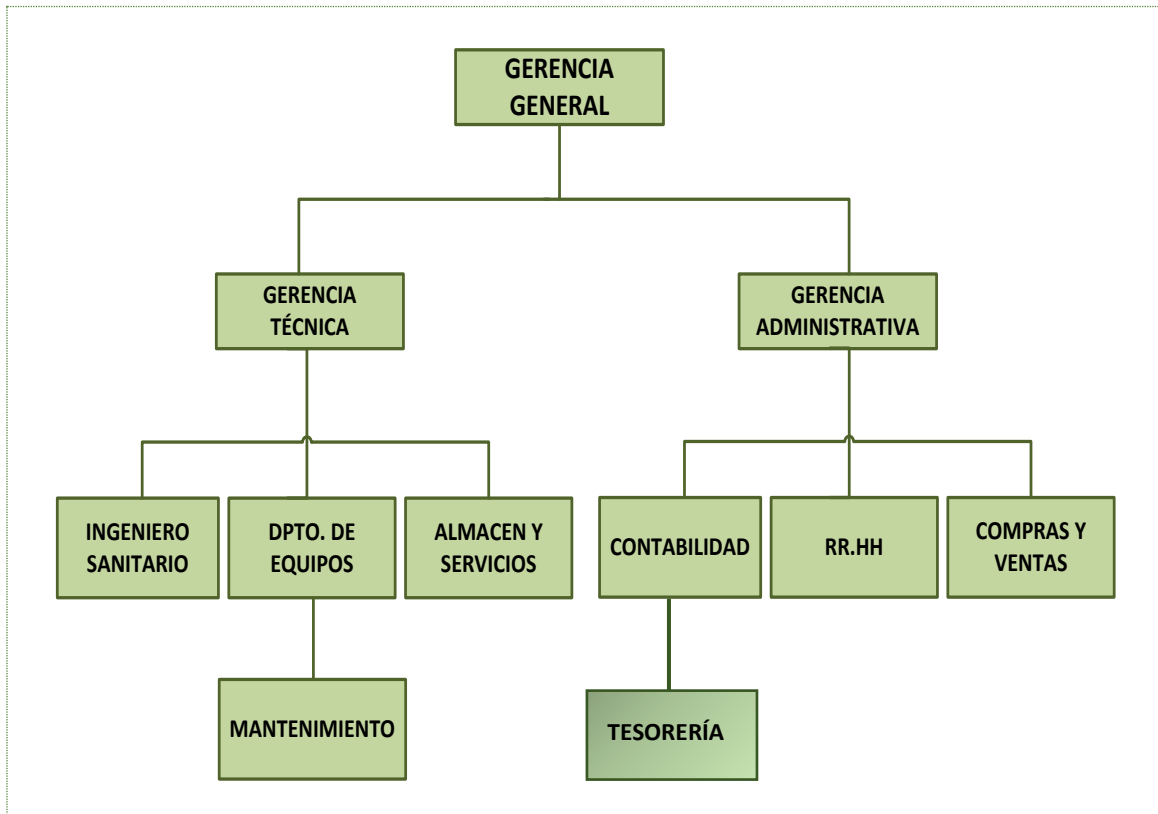 GERENCIA
GENERAL
GERENCIA
TÉCNICA
GERENCIA
ADMINISTRATIVA
INGENIERO
SANITARIO
DPTO. DE
EQUIPOS
ALMACEN Y
SERVICIOS
CONTABILIDAD
RR.HH
COMPRAS Y
VENTAS
MANTENIMIENTO
TESORERÍA